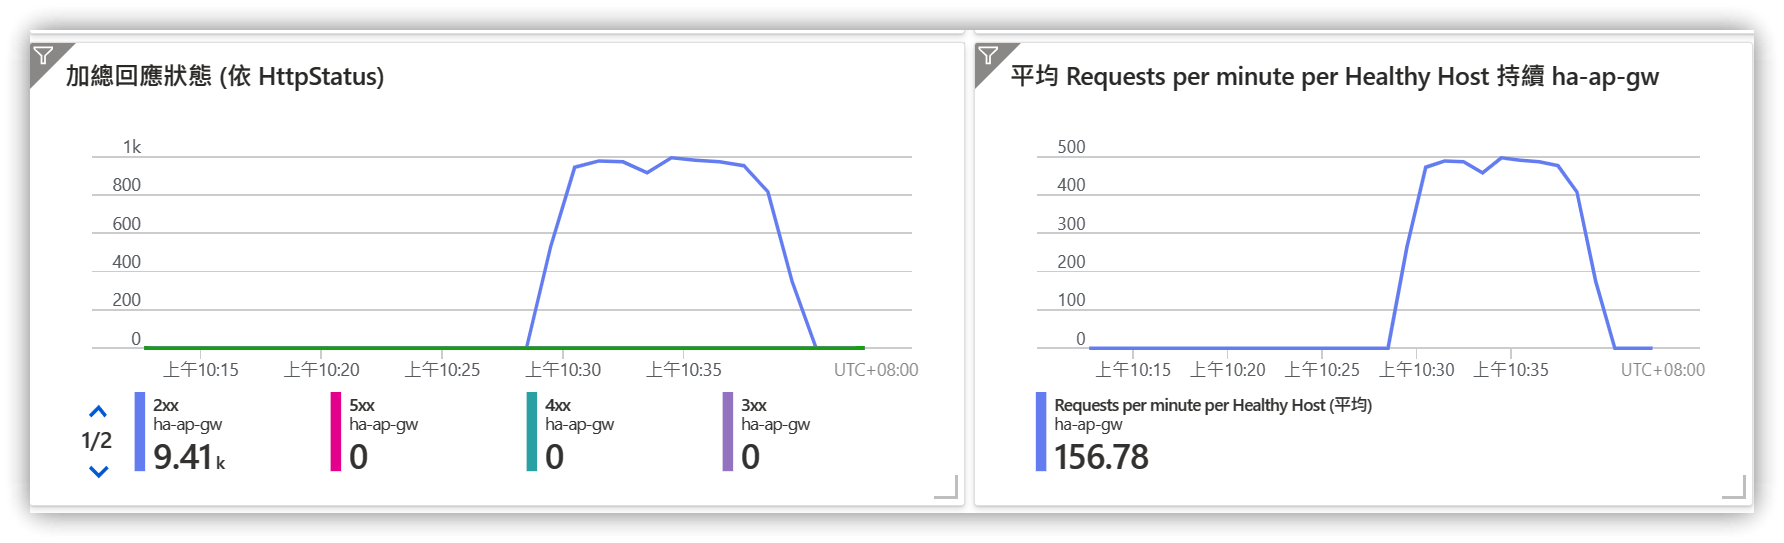 加總回應狀態 (依 HttpStatus)
1k
800
600
400
200
0
上午10:15 上午10:20 上午10:25 上午10:30 上午10:35 UTC+08:00
1/2
2xx
ha-ap-gw
9.41 k
5xx
ha-ap-gw
0
4xx
ha-ap-gw
0
3xx
ha-ap-gw
0
平均 Requests per minute per Healthy Host 持續 ha-ap-gw
500
400
300
200
100
0
上午10:15 上午10:20 上午10:25 上午10:30 上午10:35 UTC+08:00
Requests per minute per Healthy Host (平均)
ha-ap-gw
156.78